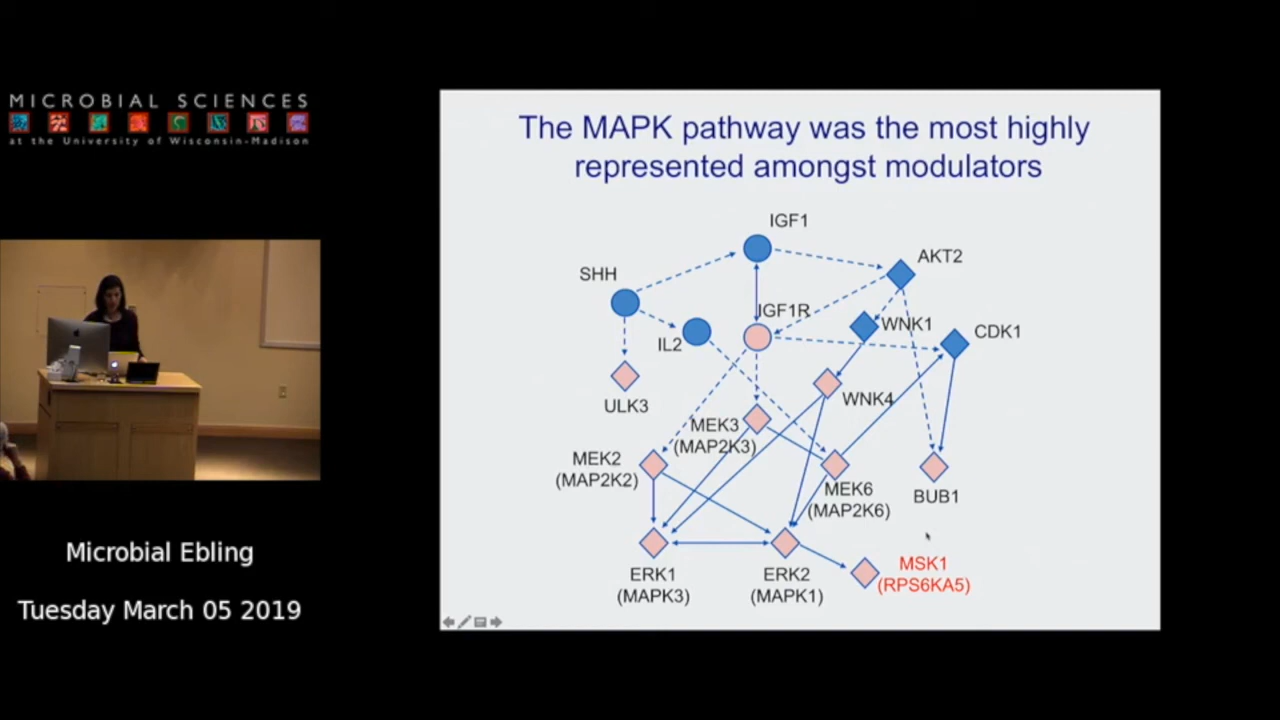 MICROBIAL SCIENCES
at the University of Wisconsin-Madison
Microbial Ebling
Tuesday March 05 2019
The MAPK pathway was the most highly
represented amongst modulators
IGF1
AKT2
SHH
IGF1R
WNK1
CDK1
IL2
ULK3
WNK4
MEK3
(MAP2K3)
MEK2
(MAP2K2)
MEK6
(MAP2K6)
BUB1
ERK1
(MAPK3)
ERK2
(MAPK1)
MSK1
(RPS6KA5)